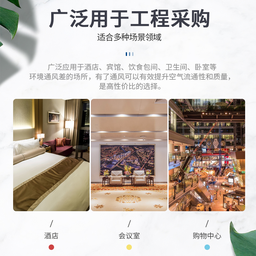 广泛用于工程采购
适合多种场景领域
广泛应用于酒店、宾馆、饮食包间、卫生间、卧室等
环境通风差的场所，有了通风可以有效提升空气流通性和质量，
是高性价比的选择。
酒店
会议室
购物中心